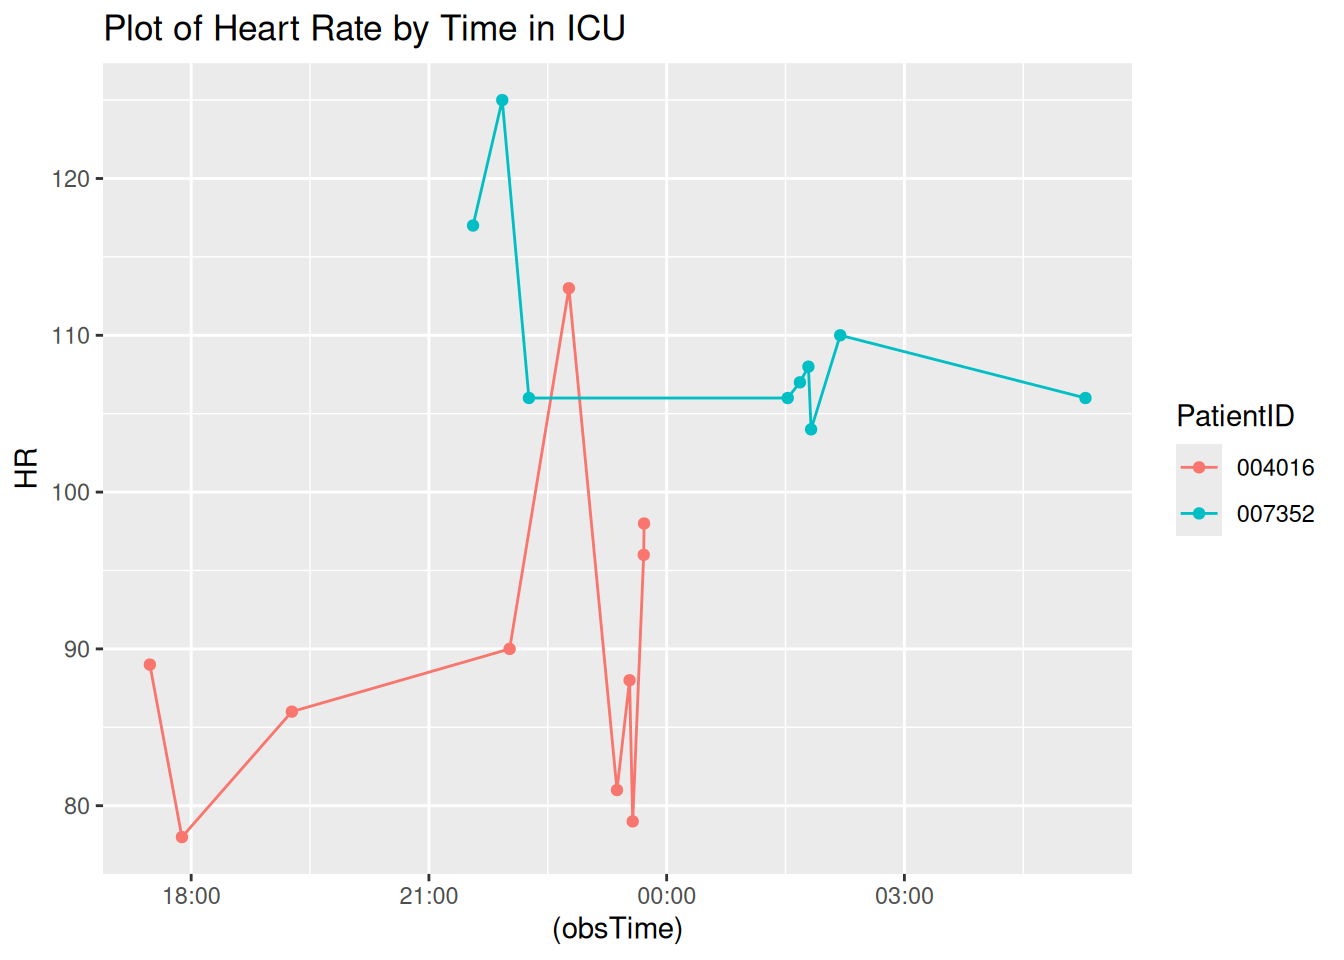 Plot of Heart Rate by Time in ICU
120
110
100
90
80
HR
18:00 21:00 00:00 03:00
(obsTime)
PatientID
004016
007352